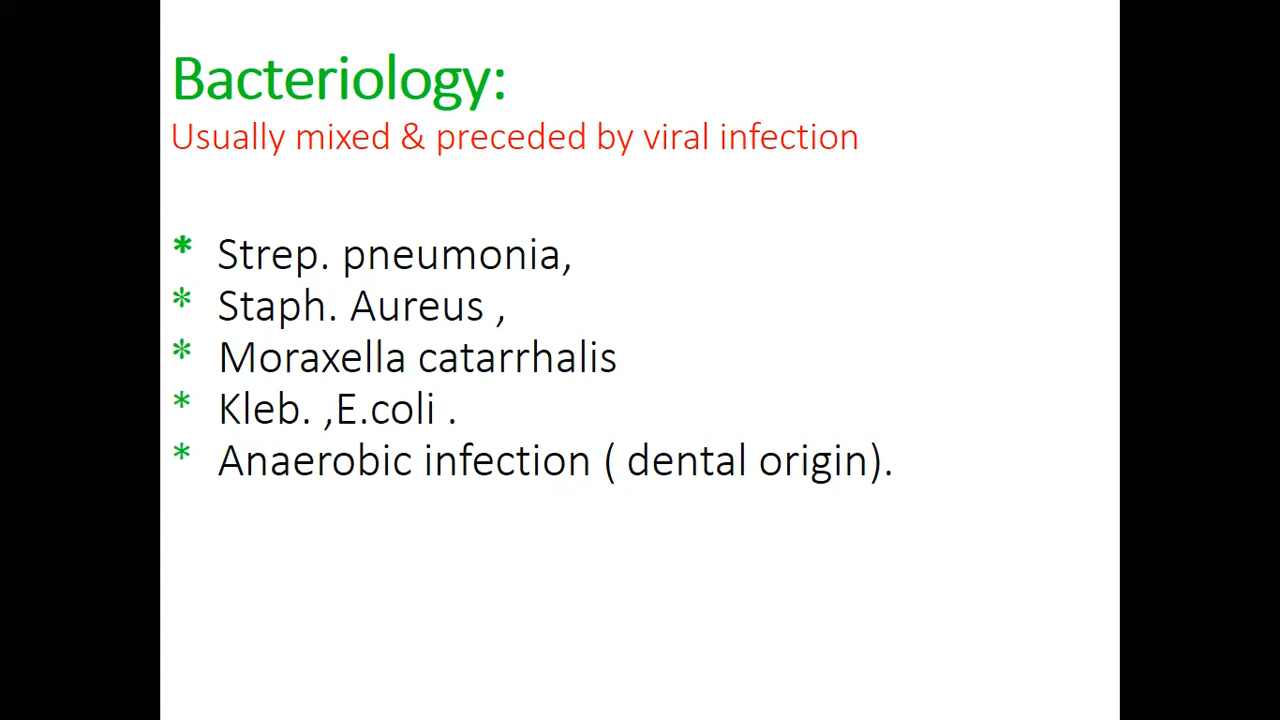 Bacteriology:
Usually mixed & preceded by viral infection
* Strep. pneumonia,
* Staph. Aureus ,
* Moraxella catarrhalis
* Kleb. ,E.coli .
* Anaerobic infection ( dental origin).